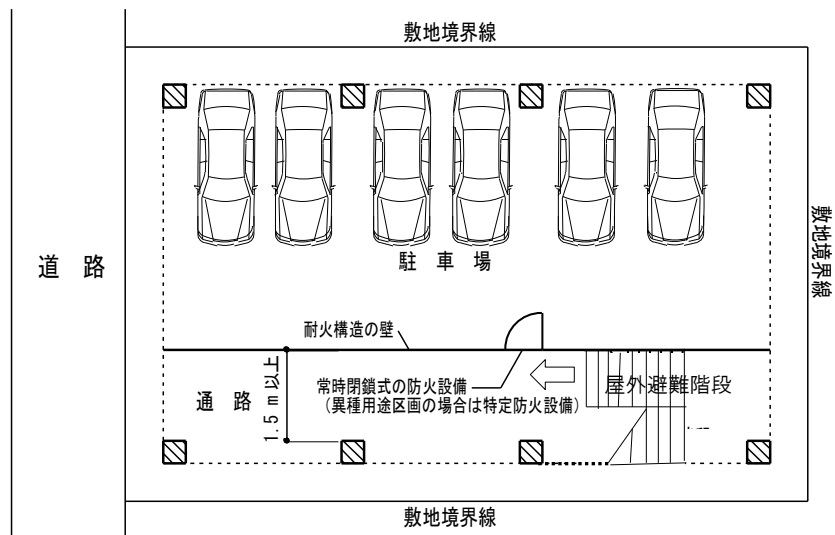 敷地境界線
道路
駐車場
敷地境界線
耐火構造の壁
常時閉鎖式の防火設備
(異種用途区画の場合は特定防火設備)
屋外避難階段
通路
1.5m以上
敷地境界線